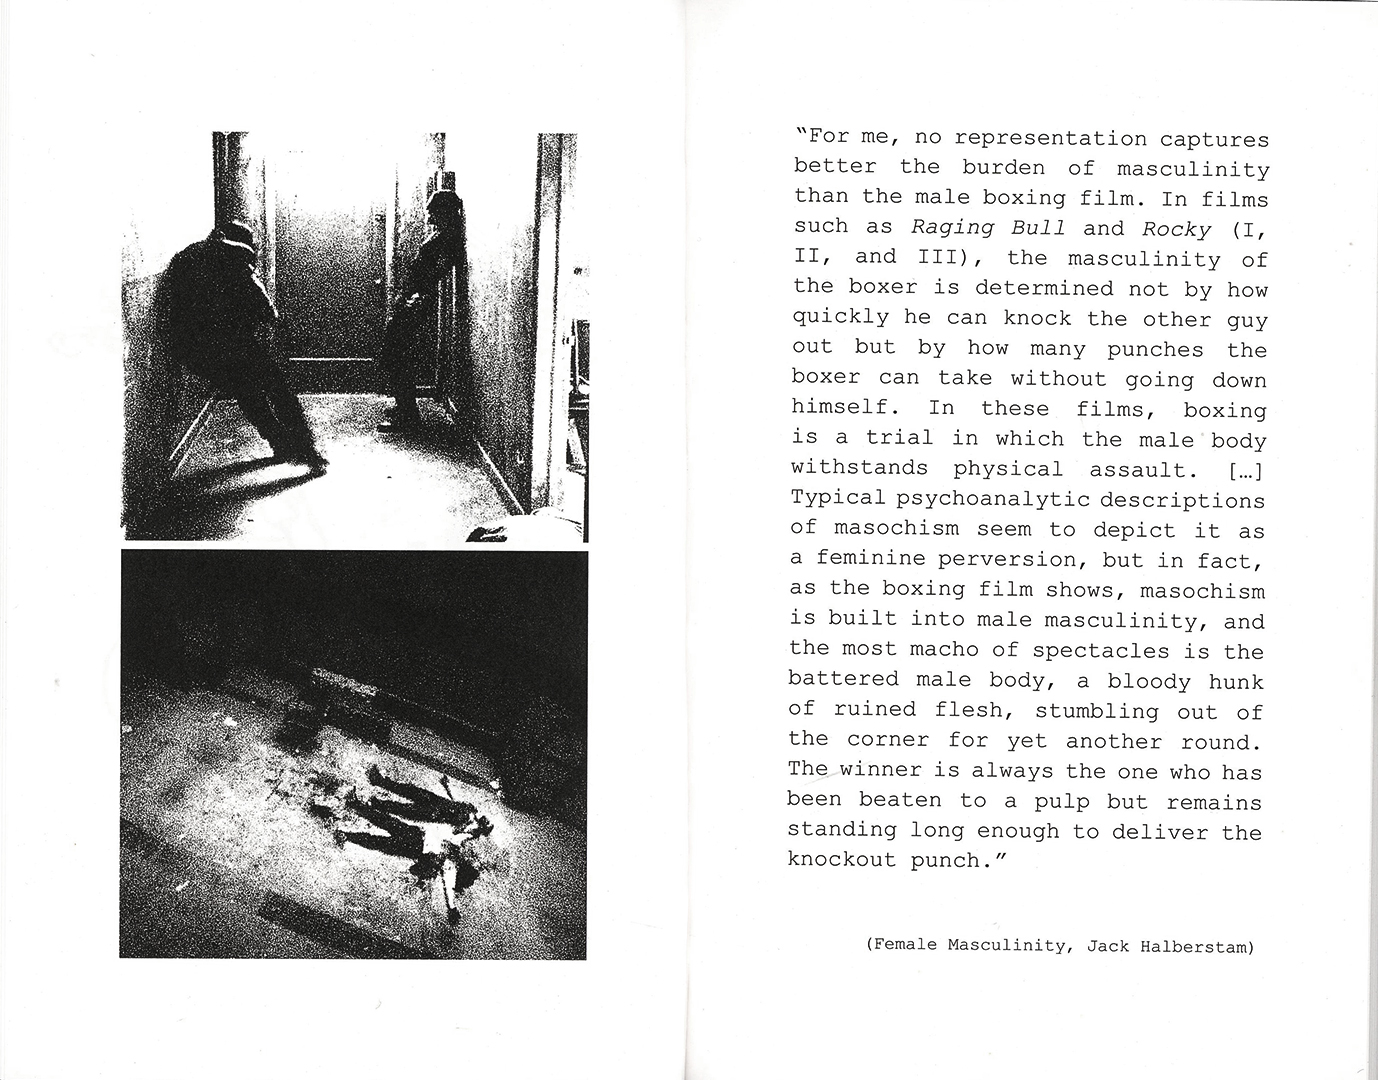 “For me, no representation captures
better the burden of masculinity
than the male boxing film. In films
such as Raging Bull and Rocky (I,
II, and III), the masculinity of
the boxer is determined not by how
quickly he can knock the other guy
out but by how many punches the
boxer can take without going down
himself. In these films, boxing
is a trial in which the male body
withstands physical assault. […]
Typical psychoanalytic descriptions
of masochism seem to depict it as
a feminine perversion, but in fact,
as the boxing film shows, masochism
is built into male masculinity, and
the most macho of spectacles is the
battered male body, a bloody hunk
of ruined flesh, stumbling out of
the corner for yet another round.
The winner is always the one who has
been beaten to a pulp but remains
standing long enough to deliver the
knockout punch.”
(Female Masculinity, Jack Halberstam)